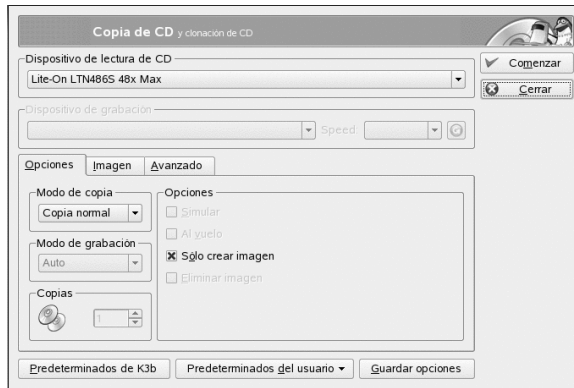 Copia de CD y clonación de CD
Dispositivo de lectura de CD
Comenzar
Lite-On LTN486S 48x Max
Cerrar
Dispositivo de grabación
Speed:
Opciones Imagen Avanzado
Modo de copia
Opciones
Copia normal
Simular
Al vuelo
Modo de grabación
Sólo crear imagen
Auto
Eliminar imagen
Copias
1
Predeterminados de K3b Predeterminados del usuario Guardar opciones